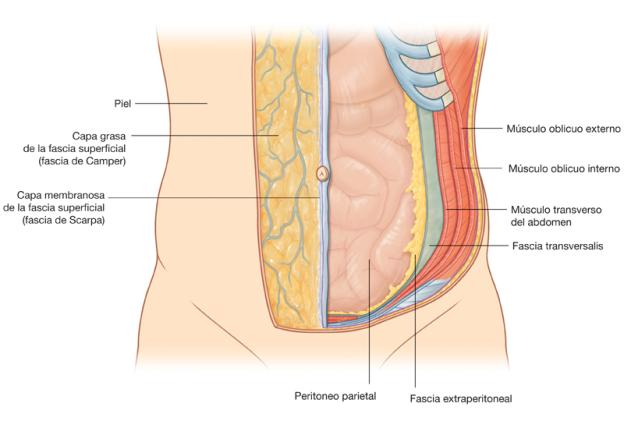 Piel
Capa grasa
de la fascia superficial
(fascia de Camper)
Capa membranosa
de la fascia superficial
(fascia de Scarpa)
A
Músculo oblicuo externo
Músculo oblicuo interno
Músculo transverso
del abdomen
Fascia transversalis
Peritoneo parietal
Fascia extraperitoneal